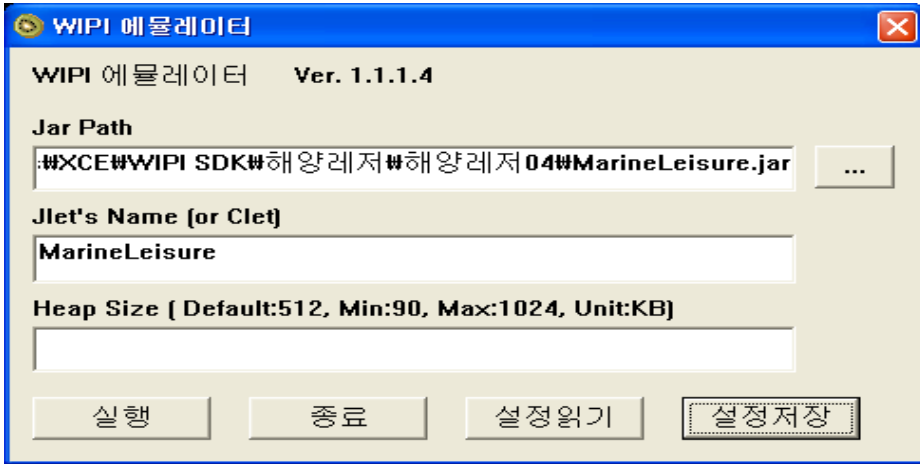 WIPI 에뮬레이터
WIPI 에뮬레이터 Ver. 1.1.1.4
Jar Path
:₩XCE₩WIPI SDK₩해양레저₩해양레저04₩MarineLeisure.jar
...
Jlet's Name (or Clet)
MarineLeisure
Heap Size ( Default:512, Min:90, Max:1024, Unit:KB)
실행 종료 설정읽기 설정저장